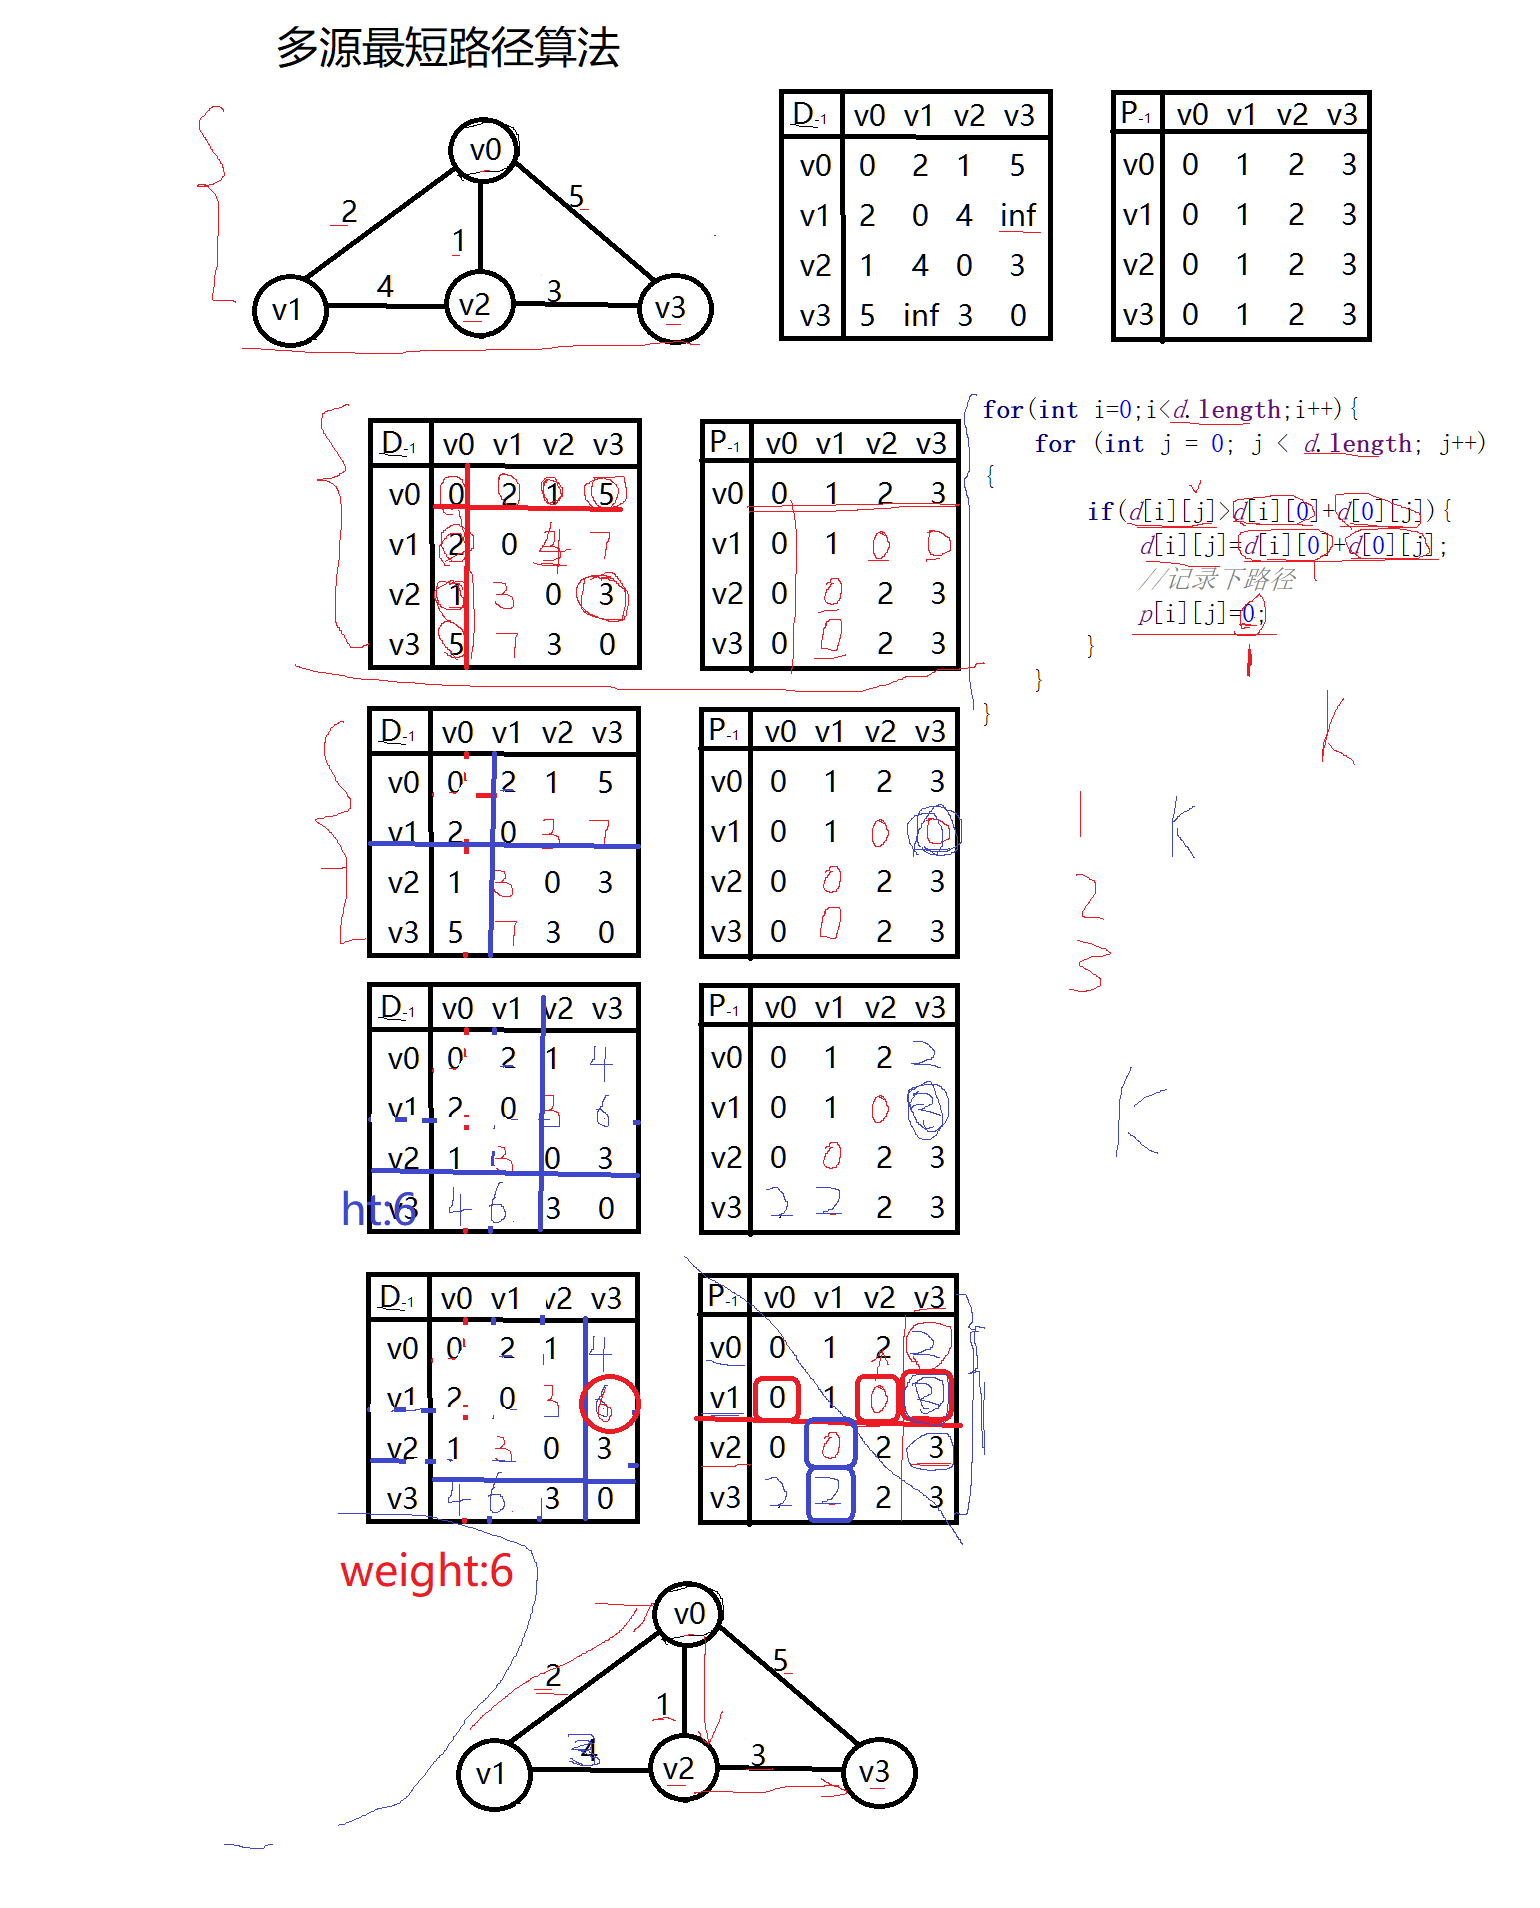 多源最短路径算法
v0
2
1
5
v1
4
v2
3
v3
D-1 v0 v1 v2 v3
v0 0 2 1 5
v1 2 0 4 inf
v2 1 4 0 3
v3 5 inf 3 0
P-1 v0 v1 v2 v3
v0 0 1 2 3
v1 0 1 2 3
v2 0 1 2 3
v3 0 1 2 3
D-1 v0 v1 v2 v3
v0 0 2 1 5
v1 2 0 4 7
v2 1 3 0 3
v3 5 7 3 0
P-1 v0 v1 v2 v3
v0 0 1 2 3
v1 0 1 0 0
v2 0 0 2 3
v3 0 0 2 3
for(int i=0;i<d.length;i++){
for (int j = 0; j < d.length; j++)
{
if(d[i][j]>d[i][0]+d[0][j]){
d[i][j]=d[i][0]+d[0][j];
//记录下路径
p[i][j]=0;
}
}
}
K
1
K
2
3
D-1 v0 v1 v2 v3
v0 0 2 1 5
v1 2 0 3 7
v2 1 3 0 3
v3 5 7 3 0
P-1 v0 v1 v2 v3
v0 0 1 2 3
v1 0 1 0 0
v2 0 0 2 3
v3 0 0 2 3
D-1 v0 v1 v2 v3
v0 0 2 1 4
v1 2 0 3 6
v2 1 3 0 3
v3 4 6 3 0
ht:6
P-1 v0 v1 v2 v3
v0 0 1 2 2
v1 0 1 0 2
v2 0 0 2 3
v3 2 2 2 3
K
D-1 v0 v1 v2 v3
v0 0 2 1 4
v1 2 0 3 6
v2 1 3 0 3
v3 4 6 3 0
P-1 v0 v1 v2 v3
v0 0 1 2 2
v1 0 1 0 2
v2 0 0 2 3
v3 2 2 2 3
weight:6
v0
2
1
5
v1
4
v2
3
v3